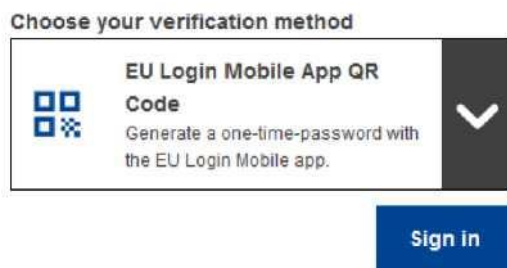 Choose your verification method
EU Login Mobile App QR
Code
Generate a one-time-password with
the EU Login Mobile app.
Sign in